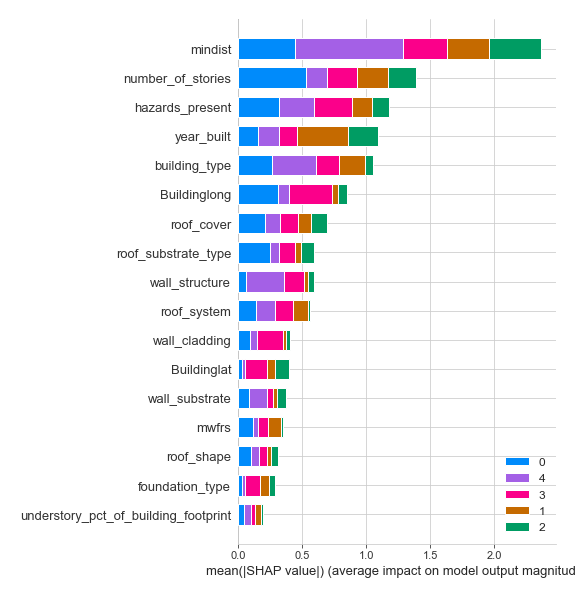 mindist
number_of_stories
hazards_present
year_built
building_type
Buildinglong
roof_cover
roof_substrate_type
wall_structure
roof_system
wall_cladding
Buildinglat
wall_substrate
mwfrs
roof_shape
foundation_type
understory_pct_of_building_footprint
0
4
3
1
2
0.0 0.5 1.0 1.5 2.0
mean(|SHAP value|) (average impact on model output magnitud